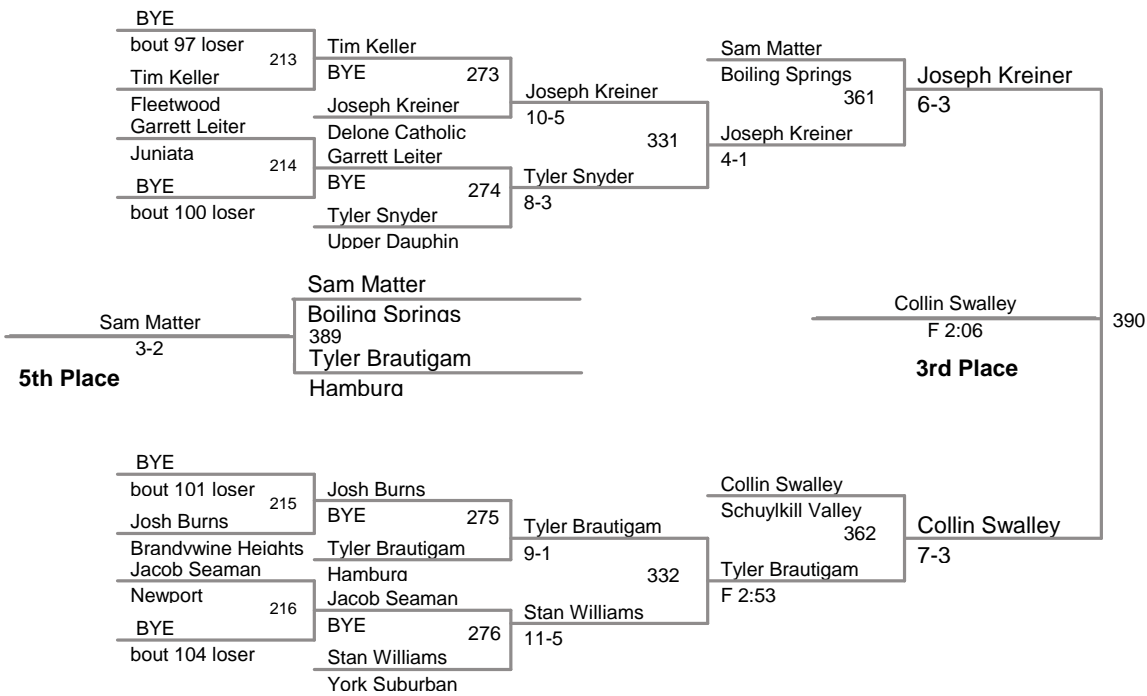 BYE
bout 97 loser
213
Tim Keller
Fleetwood
Garrett Leiter
Juniata
214
BYE
bout 100 loser
Tim Keller
BYE
273
Joseph Kreiner
Delone Catholic
Garrett Leiter
BYE
274
Tyler Snyder
Upper Dauphin
Joseph Kreiner
10-5
331
Tyler Snyder
8-3
Sam Matter
Boiling Springs
361
Joseph Kreiner
4-1
Joseph Kreiner
6-3
Sam Matter
Boiling Springs
389
Tyler Brautigam
Hamburg
Sam Matter
3-2
5th Place
Collin Swalley
F 2:06
3rd Place
390
BYE
bout 101 loser
215
Josh Burns
Brandywine Heights
Jacob Seaman
Newport
216
BYE
bout 104 loser
Josh Burns
BYE
275
Tyler Brautigam
Hamburg
Jacob Seaman
BYE
276
Stan Williams
York Suburban
Tyler Brautigam
9-1
332
Stan Williams
11-5
Collin Swalley
Schuylkill Valley
362
Tyler Brautigam
F 2:53
Collin Swalley
7-3